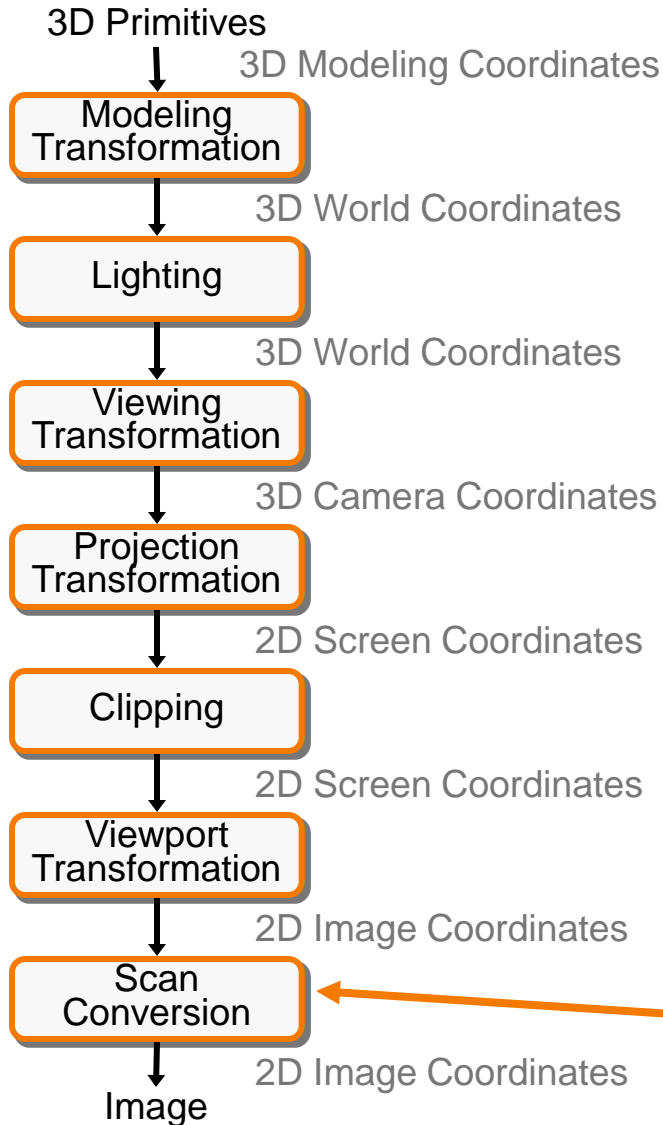 3D Primitives
3D Modeling Coordinates
Modeling
Transformation
3D World Coordinates
Lighting
3D World Coordinates
Viewing
Transformation
3D Camera Coordinates
Projection
Transformation
2D Screen Coordinates
Clipping
2D Screen Coordinates
Viewport
Transformation
2D Image Coordinates
Scan
Conversion
2D Image Coordinates
Image